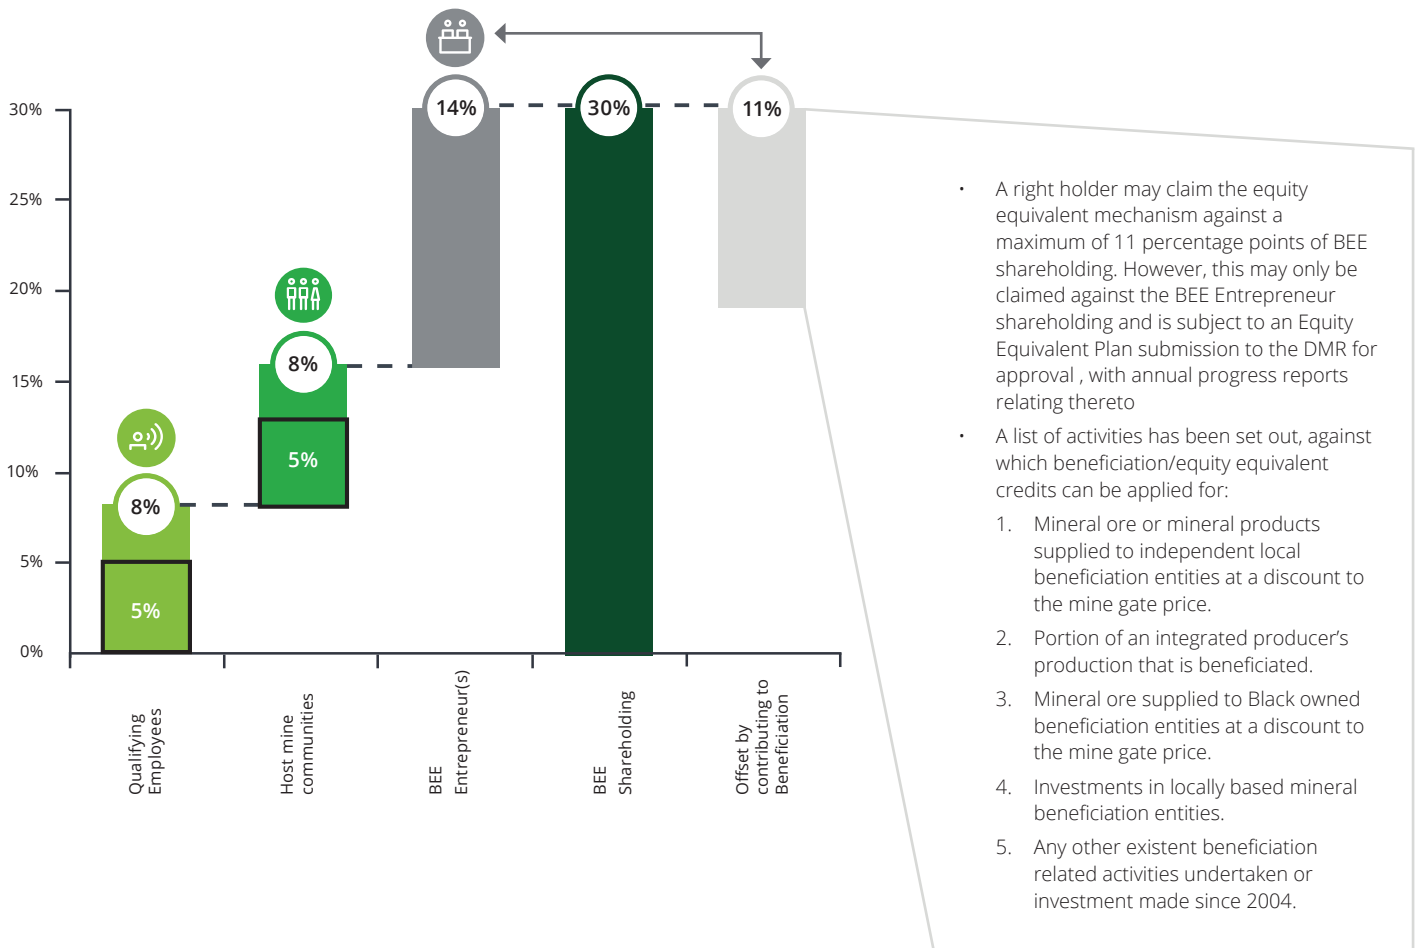 14%
30%
11%
30%
25%
20%
15%
10%
5%
0%
8%
5%
8%
5%
Qualifying
Employees
Host mine
communities
BEE
Entrepreneur(s)
BEE
Shareholding
Offset by
contributing to
Beneficiation
• A right holder may claim the equity
equivalent mechanism against a
maximum of 11 percentage points of BEE
shareholding. However, this may only be
claimed against the BEE Entrepreneur
shareholding and is subject to an Equity
Equivalent Plan submission to the DMR for
approval , with annual progress reports
relating thereto
• A list of activities has been set out, against
which beneficiation/equity equivalent
credits can be applied for:
1. Mineral ore or mineral products
supplied to independent local
beneficiation entities at a discount to
the mine gate price.
2. Portion of an integrated producer’s
production that is beneficiated.
3. Mineral ore supplied to Black owned
beneficiation entities at a discount to
the mine gate price.
4. Investments in locally based mineral
beneficiation entities.
5. Any other existent beneficiation
related activities undertaken or
investment made since 2004.